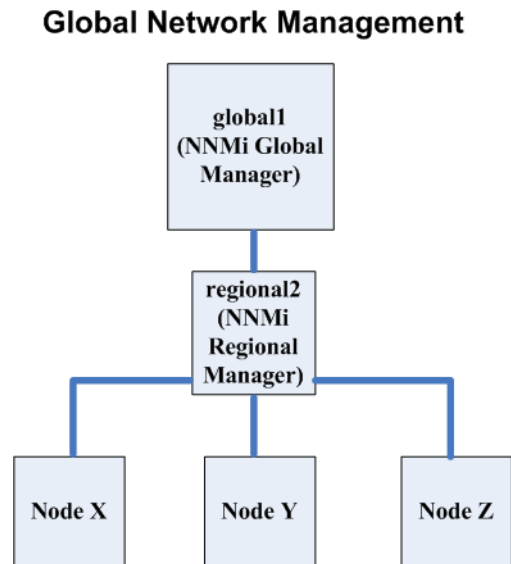 Global Network Management
global1
(NNMi Global
Manager)
regional2
(NNMi
Regional
Manager)
Node X
Node Y
Node Z